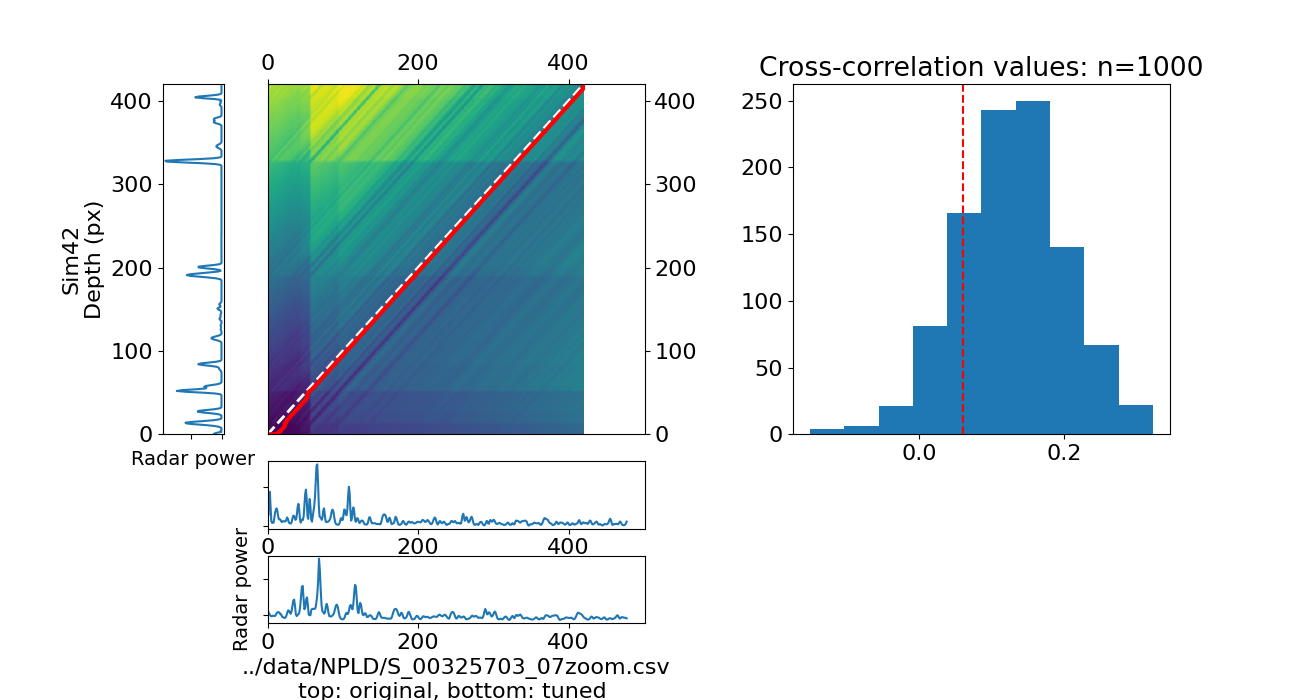 0 200 400
Cross-correlation values: n=1000
400
300
200
100
0
Sim42
Depth (px)
Radar power
400
300
200
100
0
250
200
150
100
50
0
0.0 0.2
0 200 400
Radar power
0 200 400
../data/NPLD/S_00325703_07zoom.csv
top: original, bottom: tuned